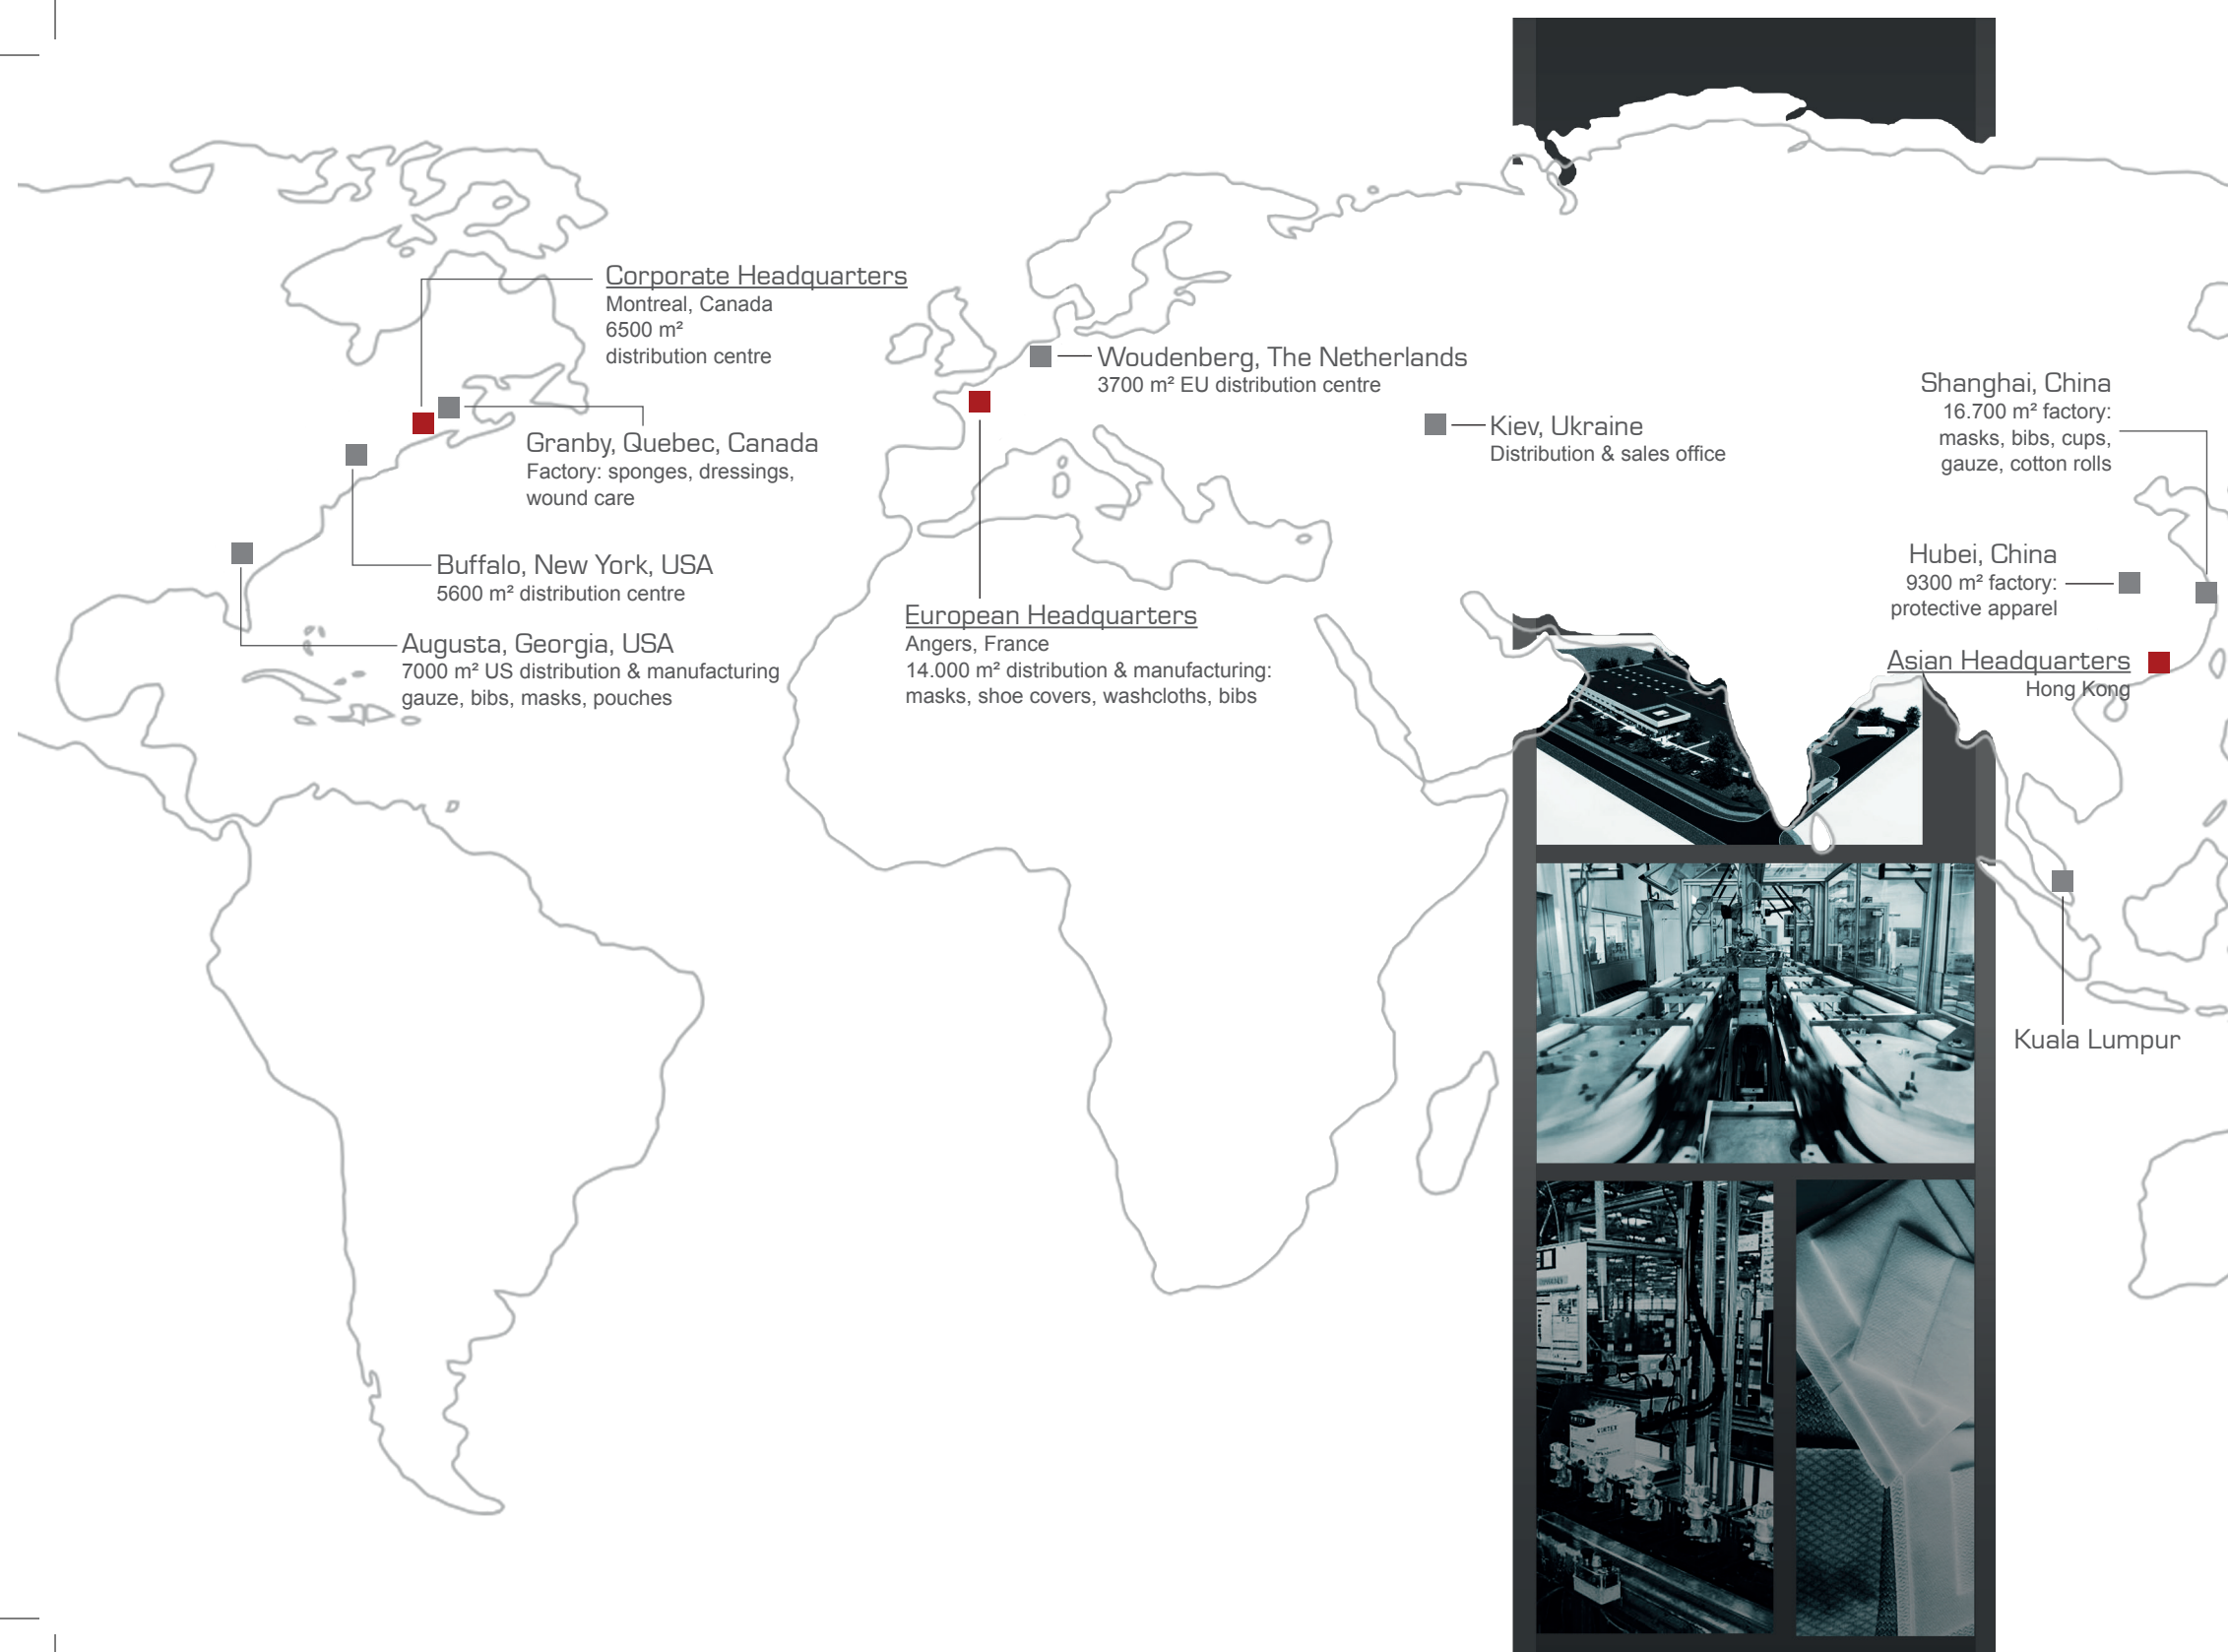 Corporate Headquarters
Montreal, Canada
6500 m²
distribution centre
Woudenberg, The Netherlands
3700 m² EU distribution centre
Shanghai, China
16.700 m² factory:
masks, bibs, cups,
gauze, cotton rolls
Kiev, Ukraine
Distribution & sales office
Granby, Quebec, Canada
Factory: sponges, dressings,
wound care
Buffalo, New York, USA
5600 m² distribution centre
Hubei, China
9300 m² factory:
protective apparel
European Headquarters
Angers, France
14.000 m² distribution & manufacturing:
masks, shoe covers, washcloths, bibs
Augusta, Georgia, USA
7000 m² US distribution & manufacturing
gauze, bibs, masks, pouches
Asian Headquarters
Hong Kong
Kuala Lumpur